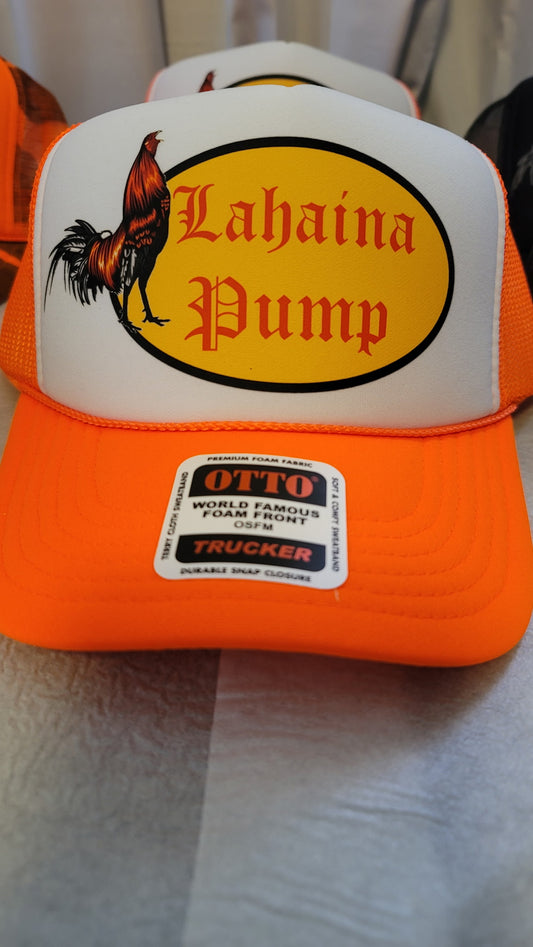 Lahaina
Pump
PREMIUM FOAM FABRIC
OTTO®
WORLD FAMOUS
FOAM FRONT
OSFM
TRUCKER
DURABLE SNAP CLOSURE
TERRY CLOTH SWEATBAND
SOFT & COMFY SWEATBAND